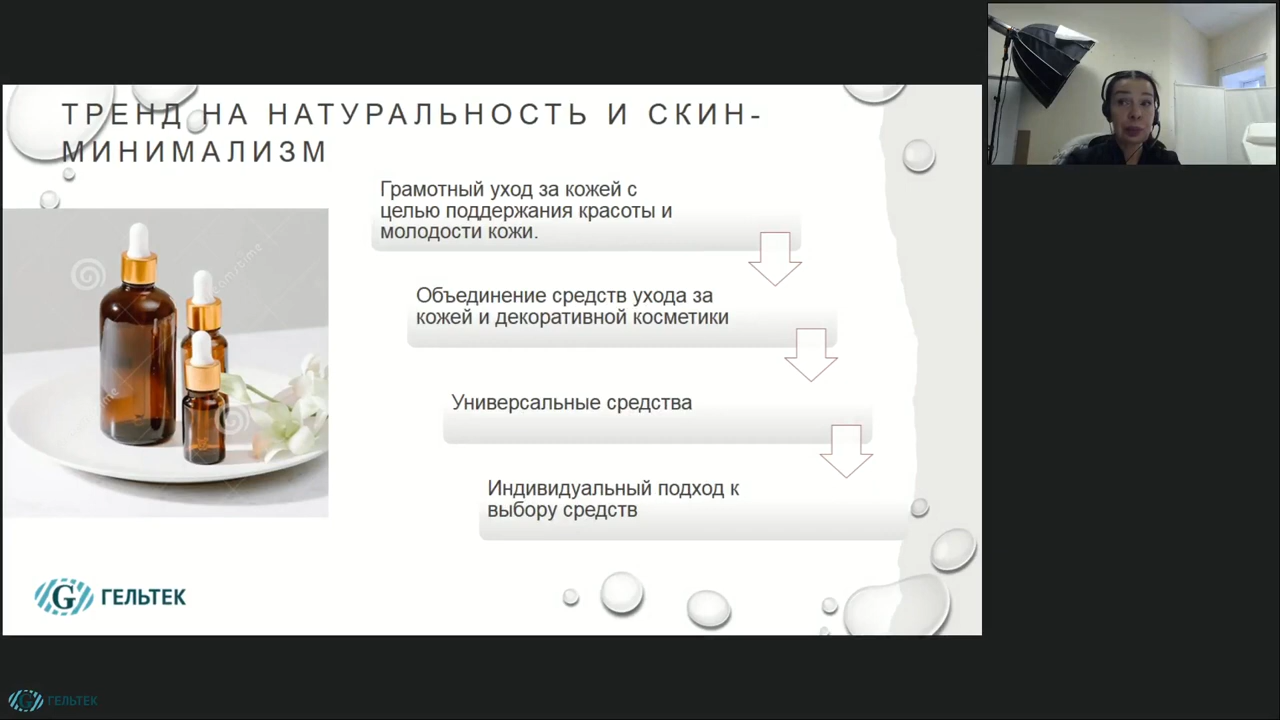 ТРЕНД НА НАТУРАЛЬНОСТЬ И СКИН-
МИНИМАЛИЗМ
Грамотный уход за кожей с
целью поддержания красоты и
молодости кожи.
Объединение средств ухода за
кожей и декоративной косметики
Универсальные средства
Индивидуальный подход к
выбору средств
G ГЕЛЬТЕК
G ГЕЛЬТЕК